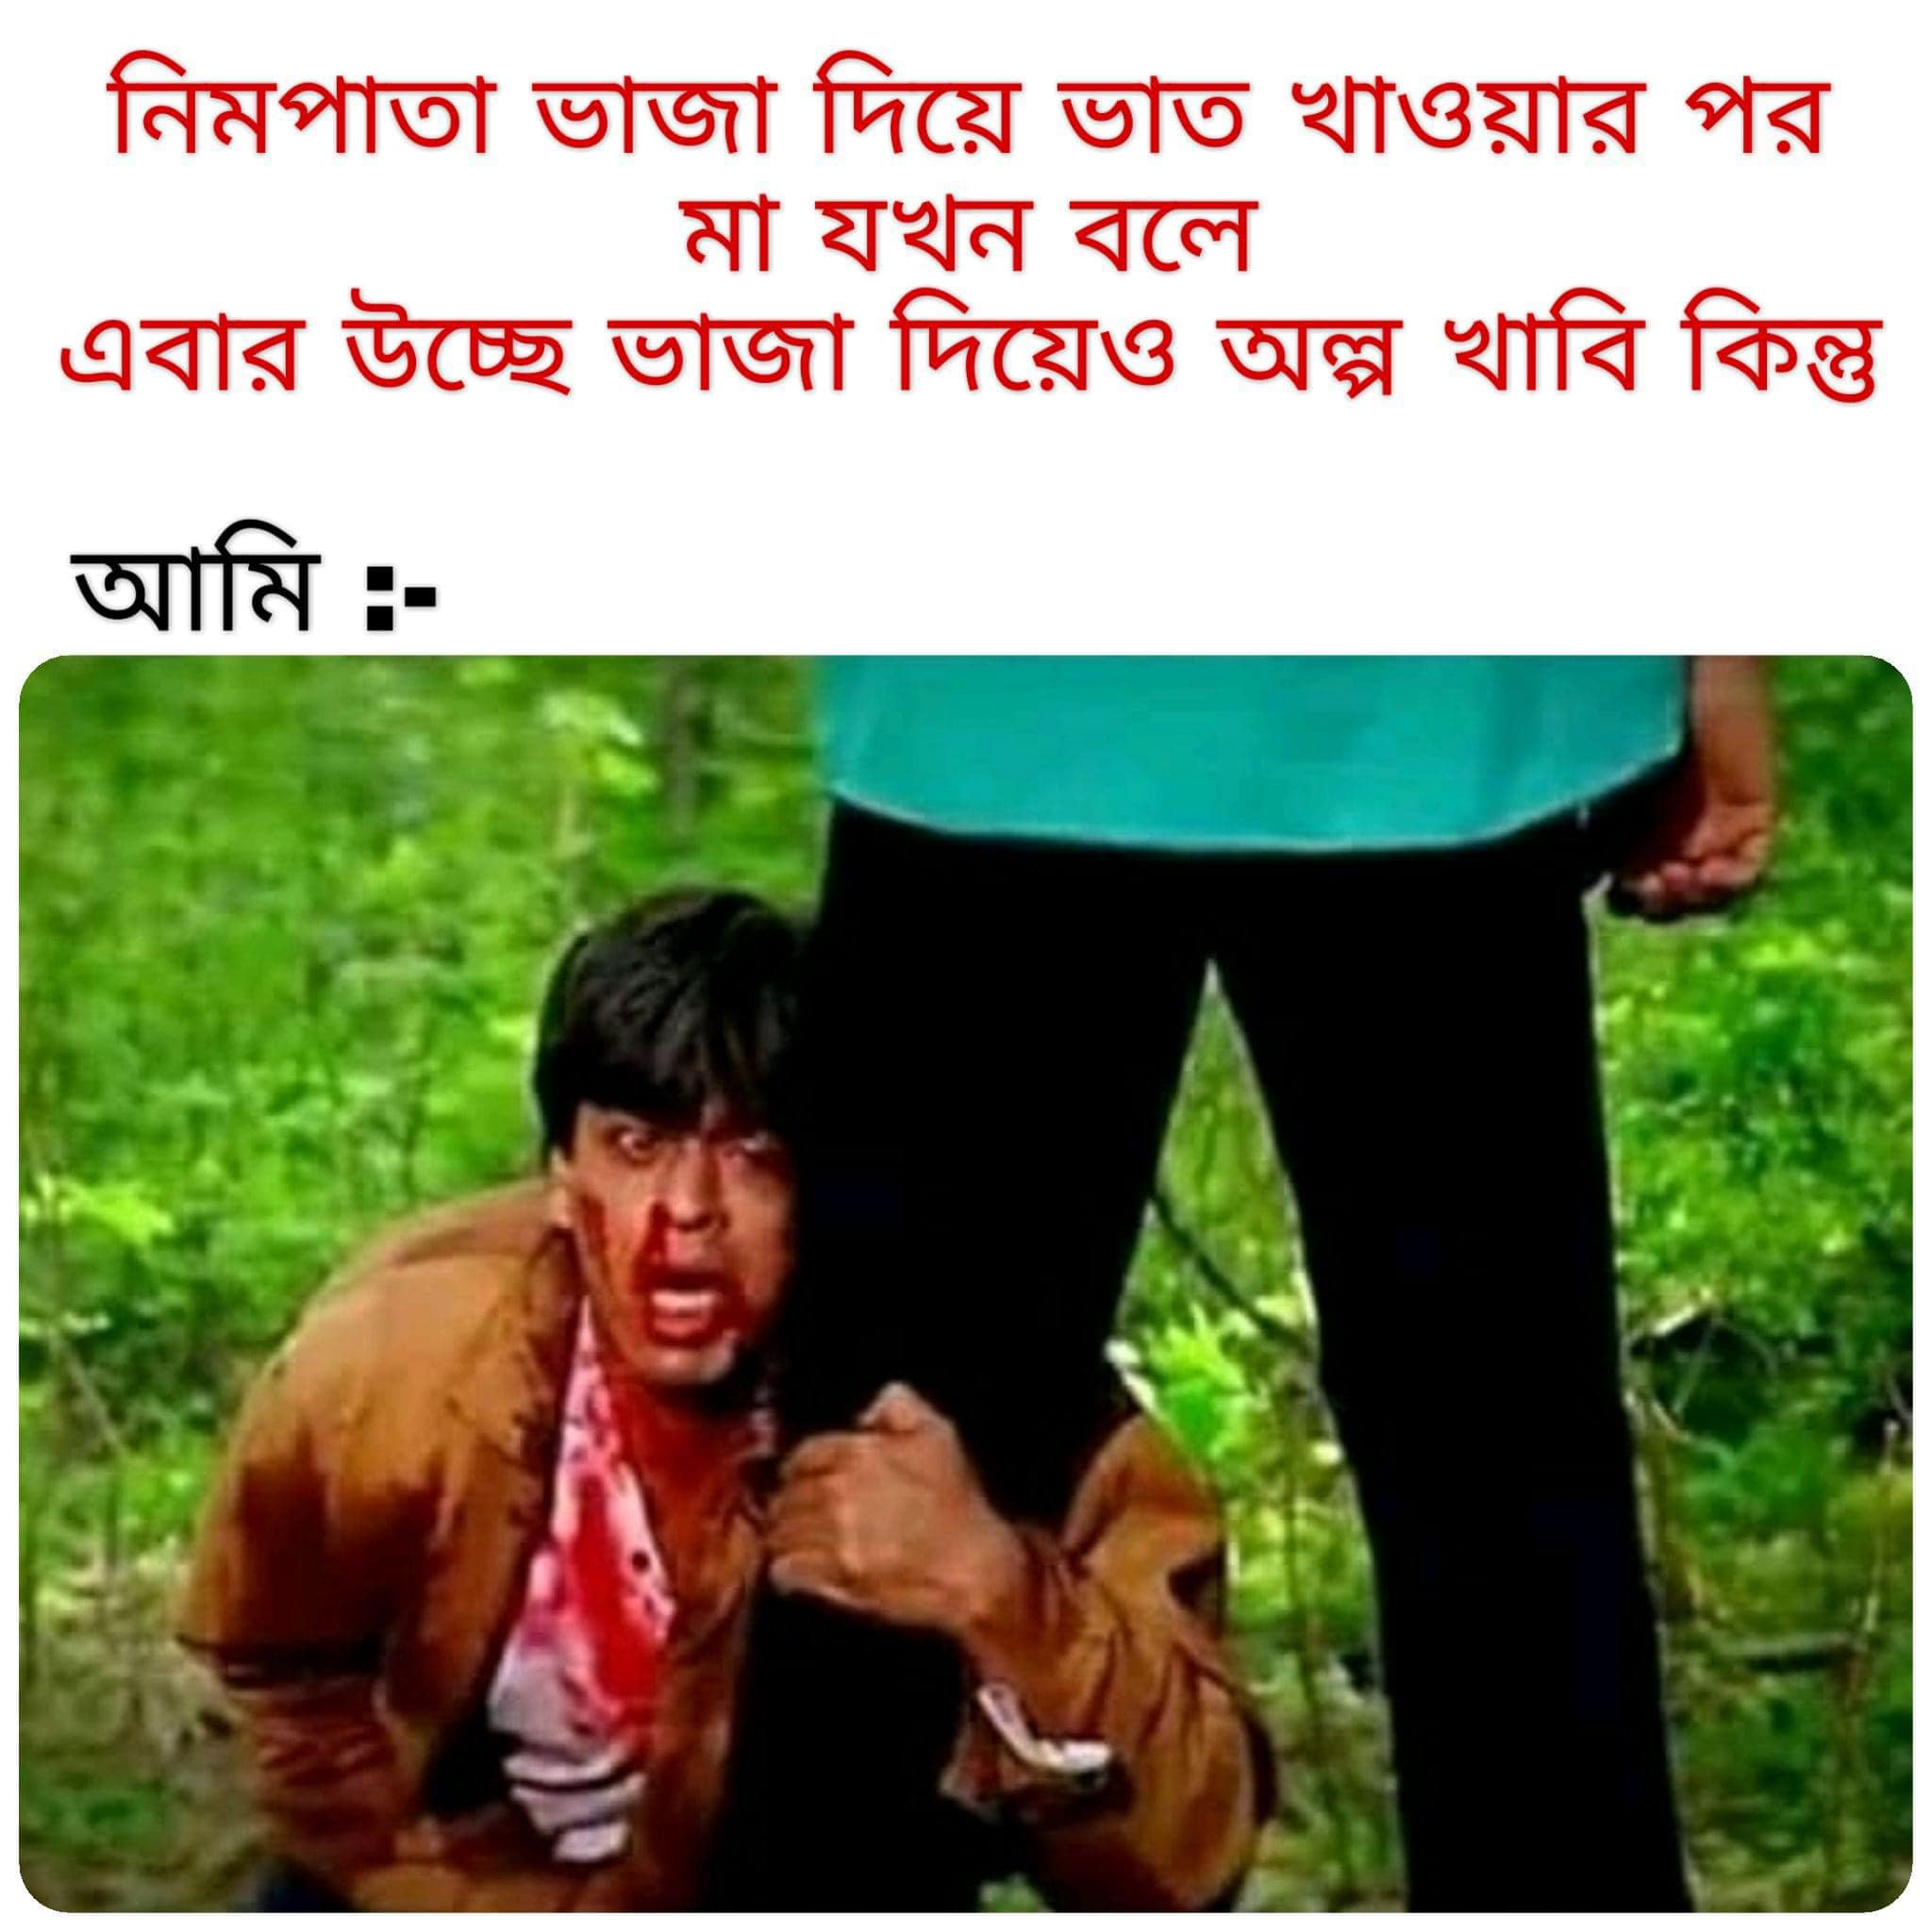 নিমপাতা ভাজা দিয়ে ভাত খাওয়ার পর
মা যখন বলে
এবার উচ্ছে ভাজা দিয়েও অল্প খাবি কিন্তু
আমি :-